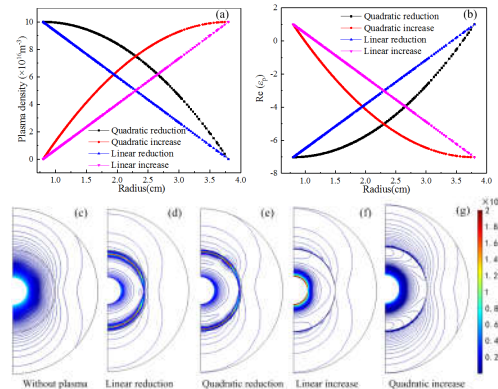 (a)
10
8
6
4
2
0
Plasma density (×10¹⁶m⁻³)
Quadratic reduction
Quadratic increase
Linear reduction
Linear increase
1.0 1.5 2.0 2.5 3.0 3.5 4.0
Radius(cm)
(b)
2
0
-2
-4
-6
-8
Quadratic reduction
Quadratic increase
Linear reduction
Linear increase
1.0 1.5 2.0 2.5 3.0 3.5 4.0
Radius(cm)
(c) (d) (e) (f) (g)
×10
2
1.8
1.6
1.4
1.2
1
0.8
0.6
0.4
0.2
Without plasma Linear reduction Quadratic reduction Linear increase Quadratic increase